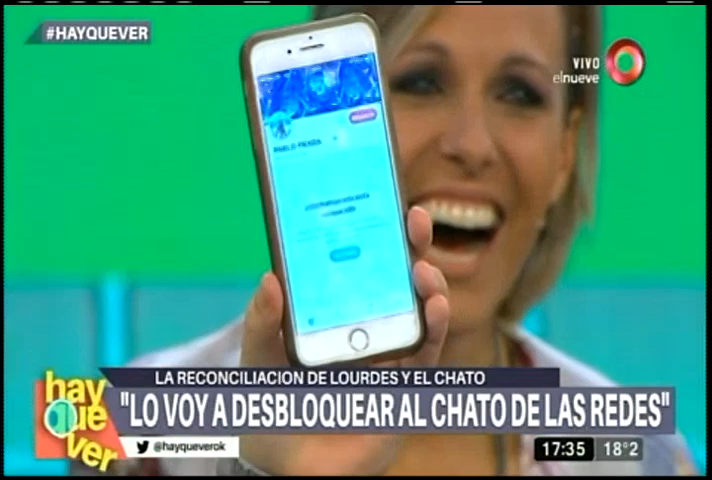 #HAYQUEVER
VIVO
elnueve
LA RECONCILIACION DE LOURDES Y EL CHATO
"LO VOY A DESBLOQUEAR AL CHATO DE LAS REDES"
hay
que
ver
@hayqueverok
17:35
18°2